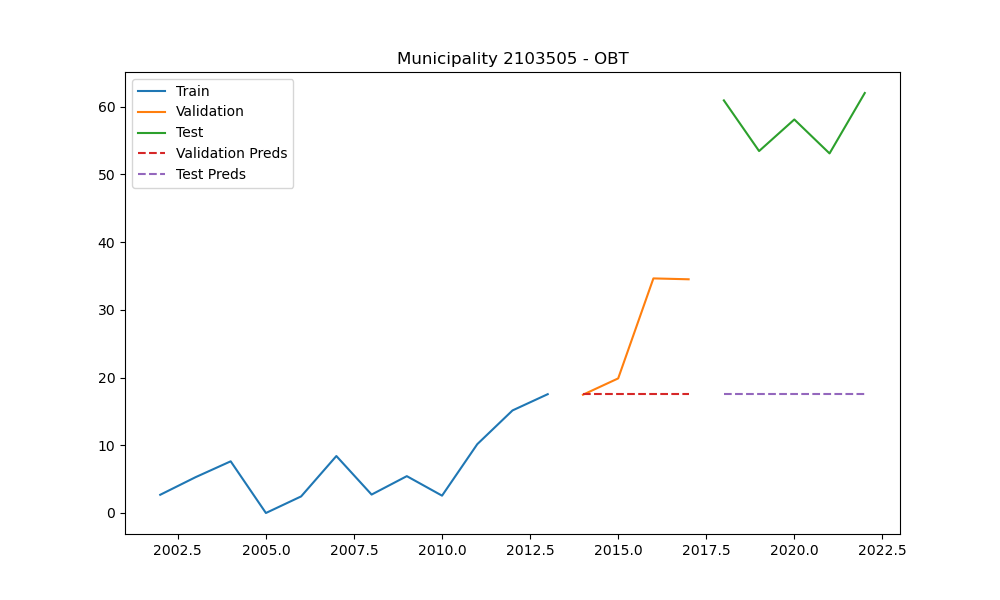 Municipality 2103505 - OBT
Train
Validation
Test
Validation Preds
Test Preds
60
50
40
30
20
10
0
2002.5 2005.0 2007.5 2010.0 2012.5 2015.0 2017.5 2020.0 2022.5